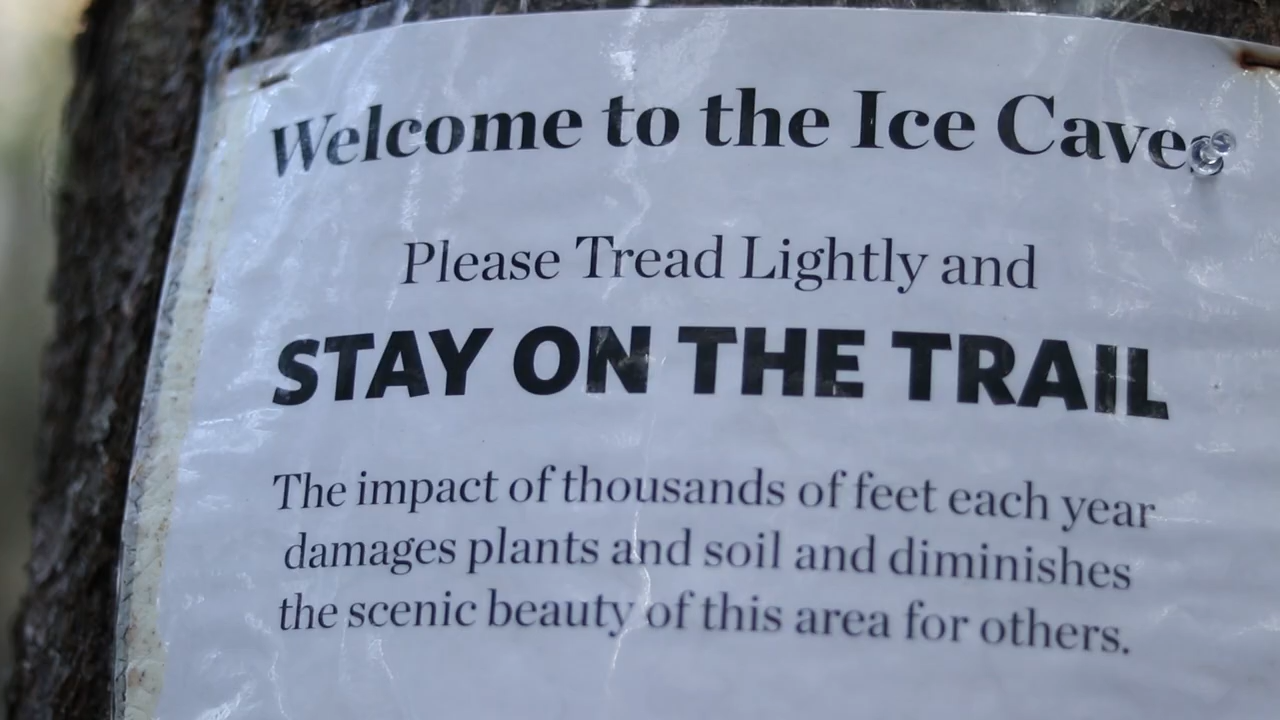 Welcome to the Ice Caves
Please Tread Lightly and
STAY ON THE TRAIL
The impact of thousands of feet each year
damages plants and soil and diminishes
the scenic beauty of this area for others.